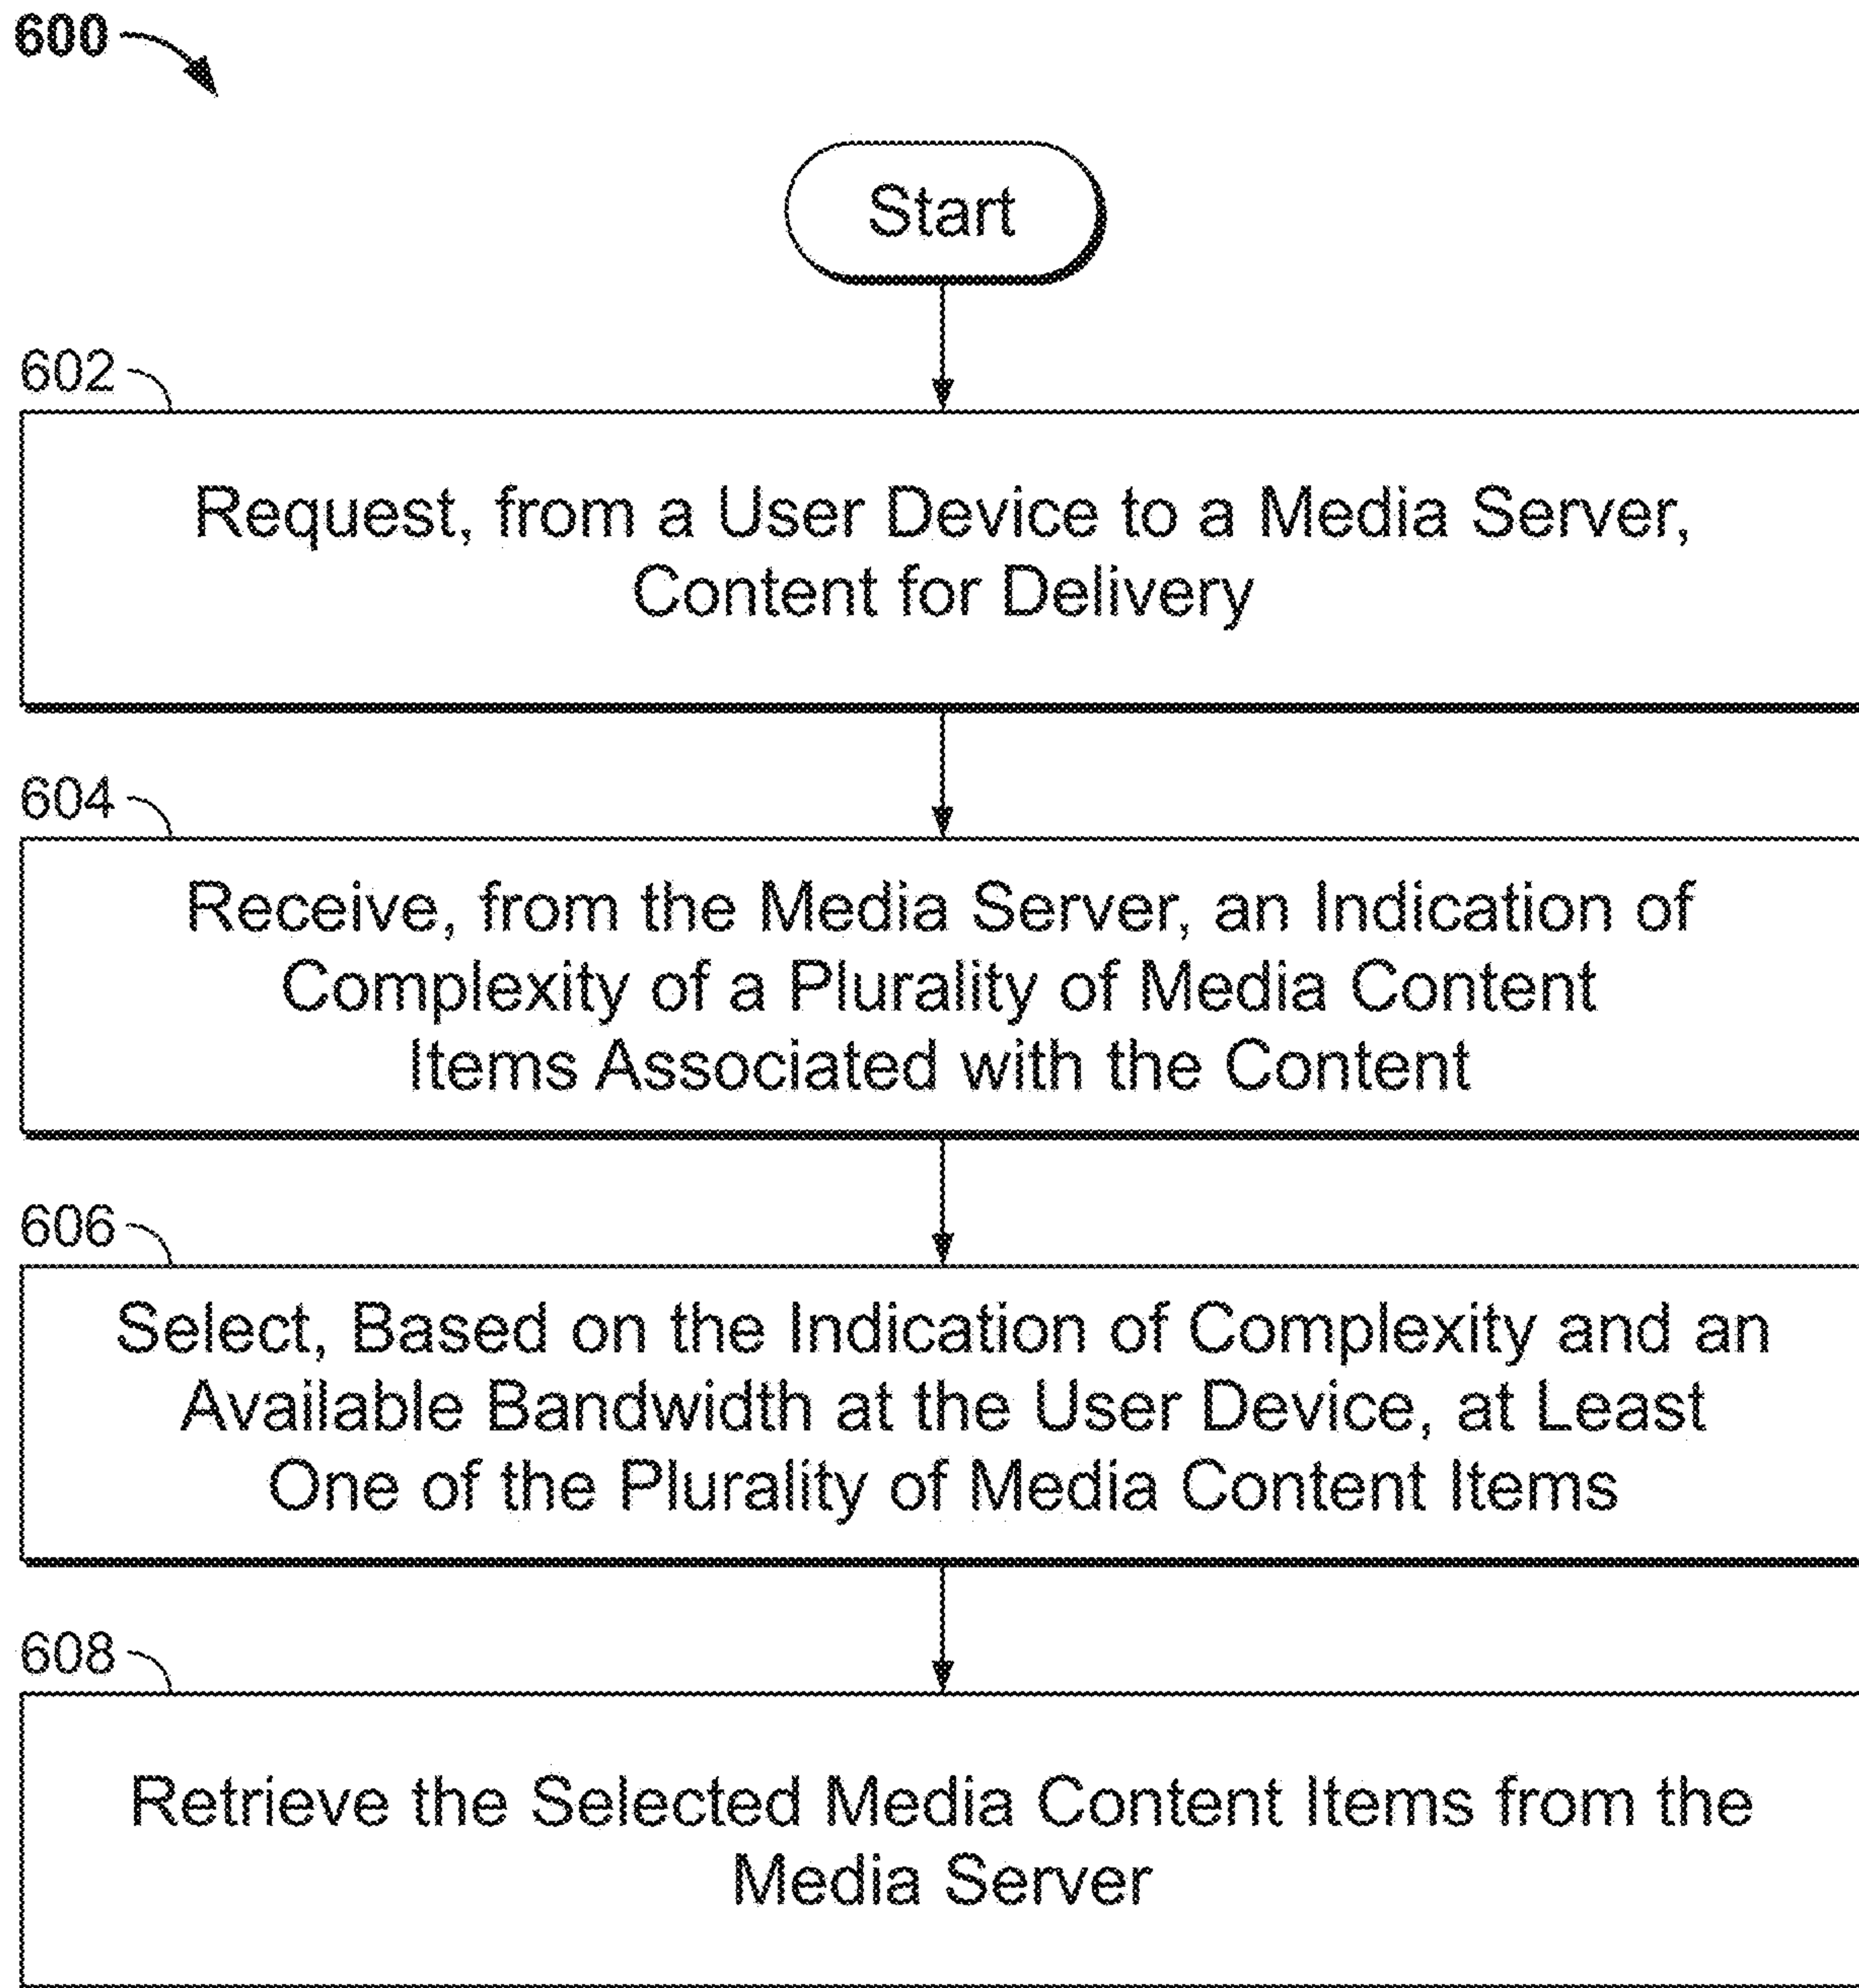 600
Start
602
Request, from a User Device to a Media Server,
Content for Delivery
604
Receive, from the Media Server, an Indication of
Complexity of a Plurality of Media Content
Items Associated with the Content
606
Select, Based on the Indication of Complexity and an
Available Bandwidth at the User Device, at Least
One of the Plurality of Media Content Items
608
Retrieve the Selected Media Content Items from the
Media Server